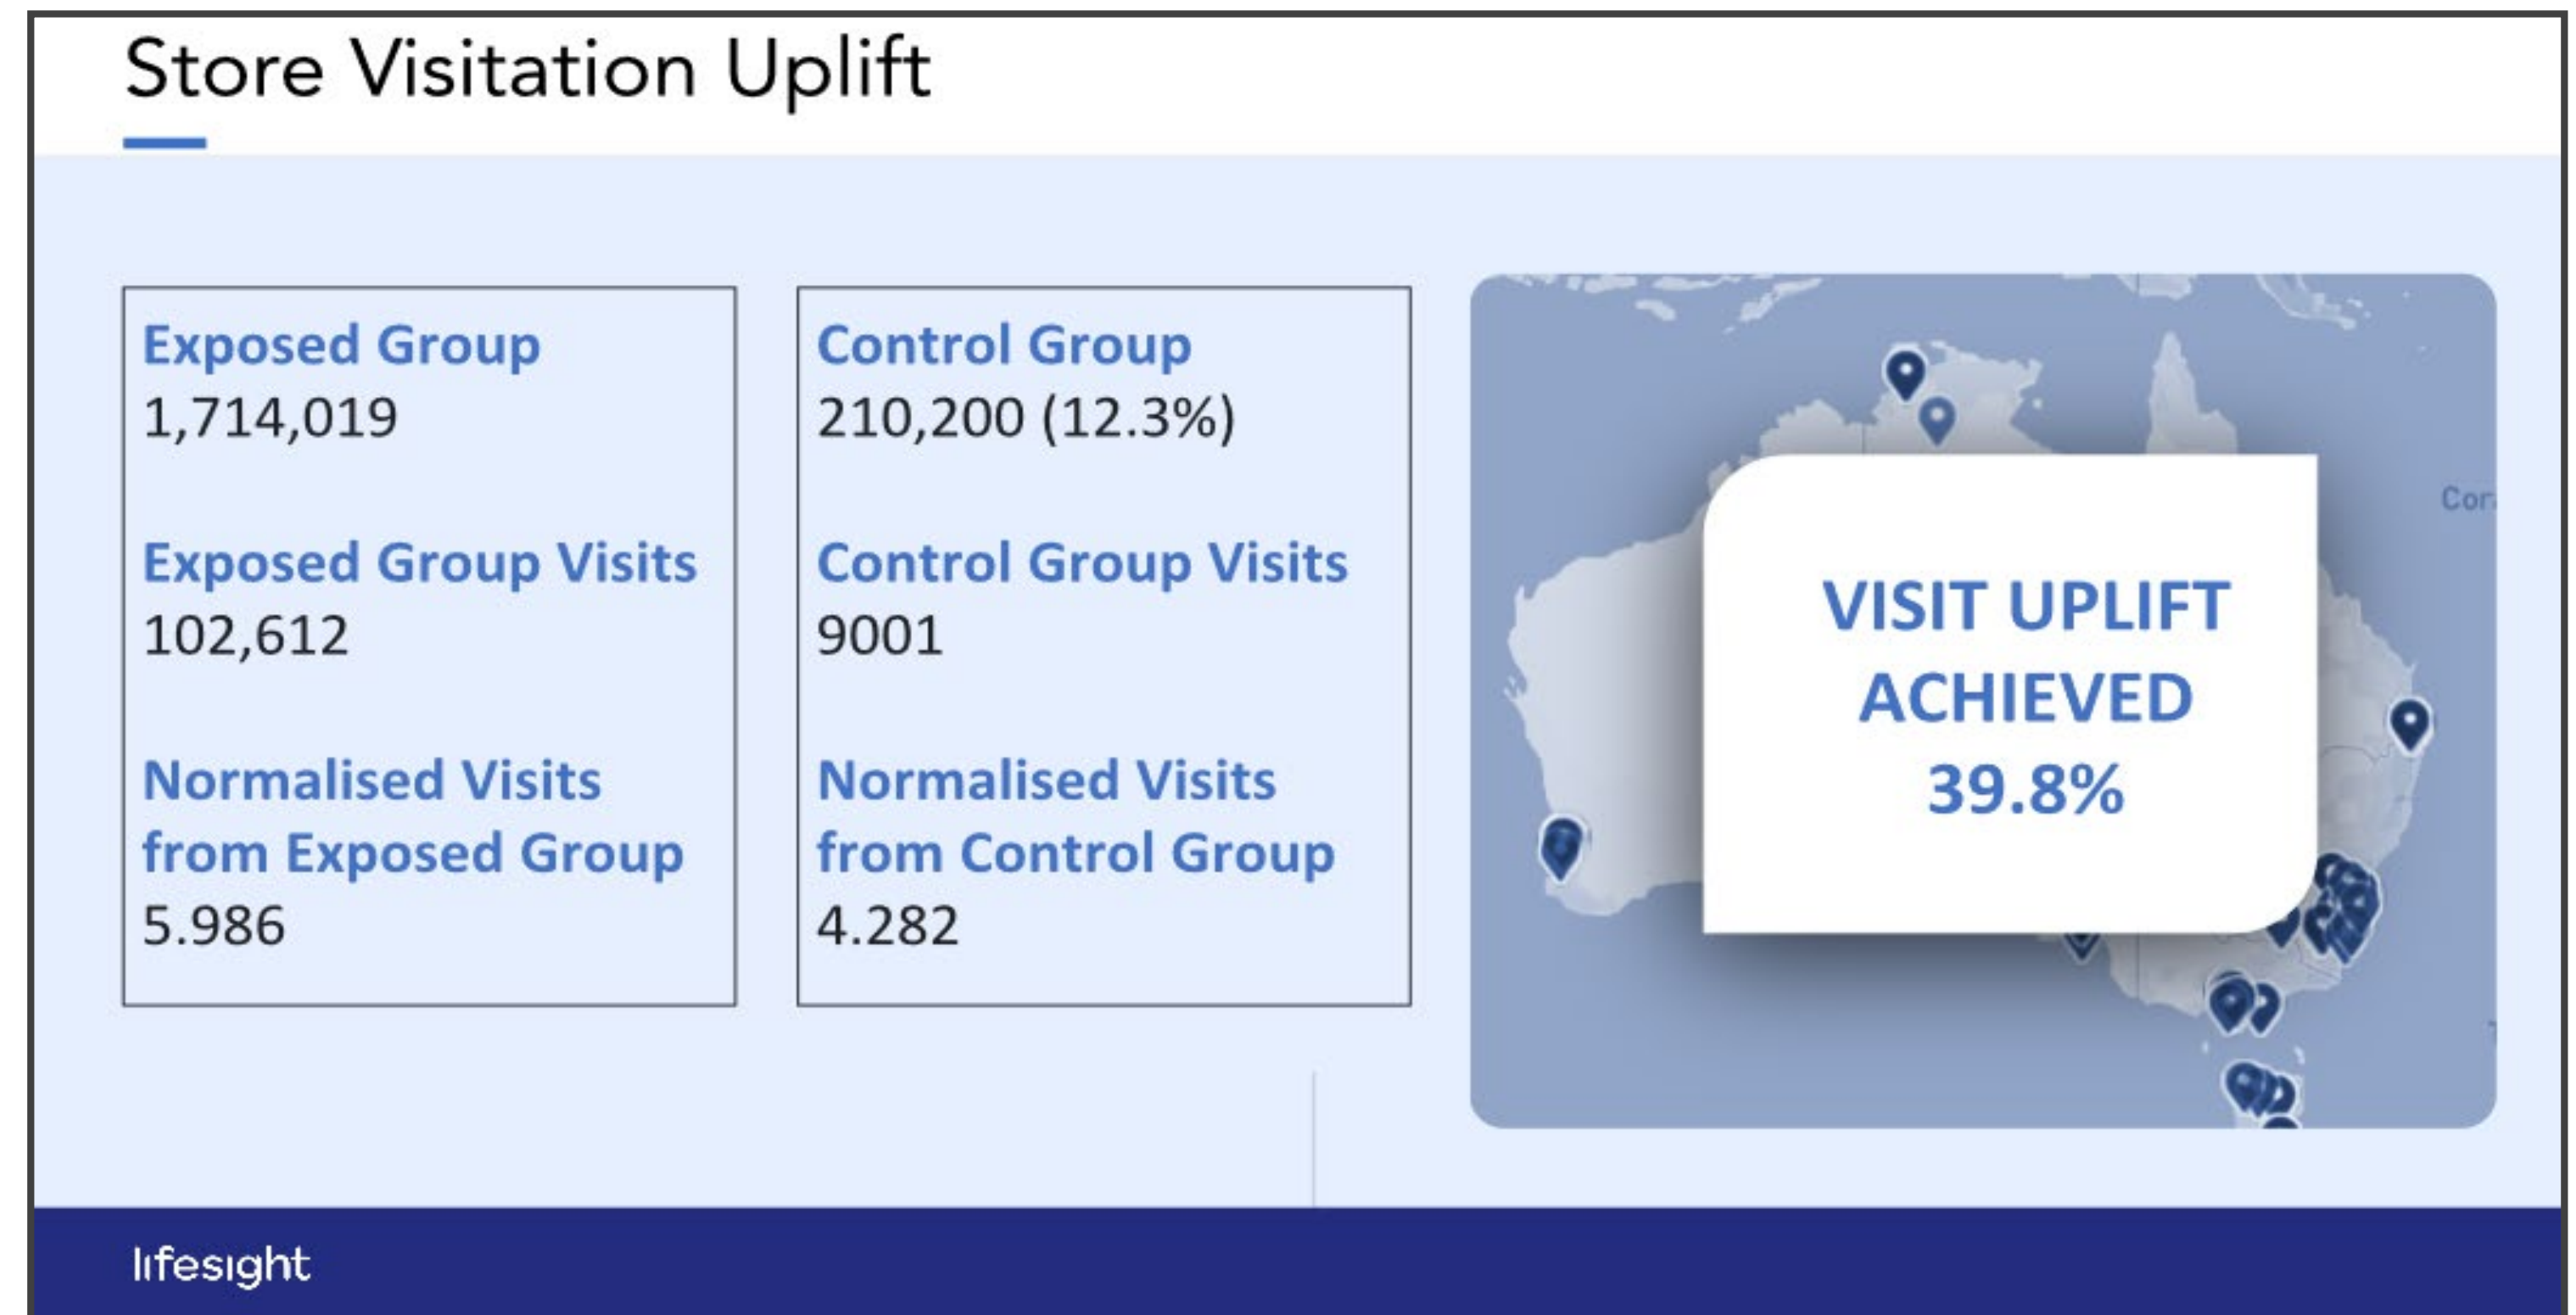 Store Visitation Uplift
Exposed Group
1,714,019
Exposed Group Visits
102,612
Normalised Visits
from Exposed Group
5.986
Control Group
210,200 (12.3%)
Control Group Visits
9001
Normalised Visits
from Control Group
4.282
Cor
VISIT UPLIFT
ACHIEVED
39.8%
lifesight